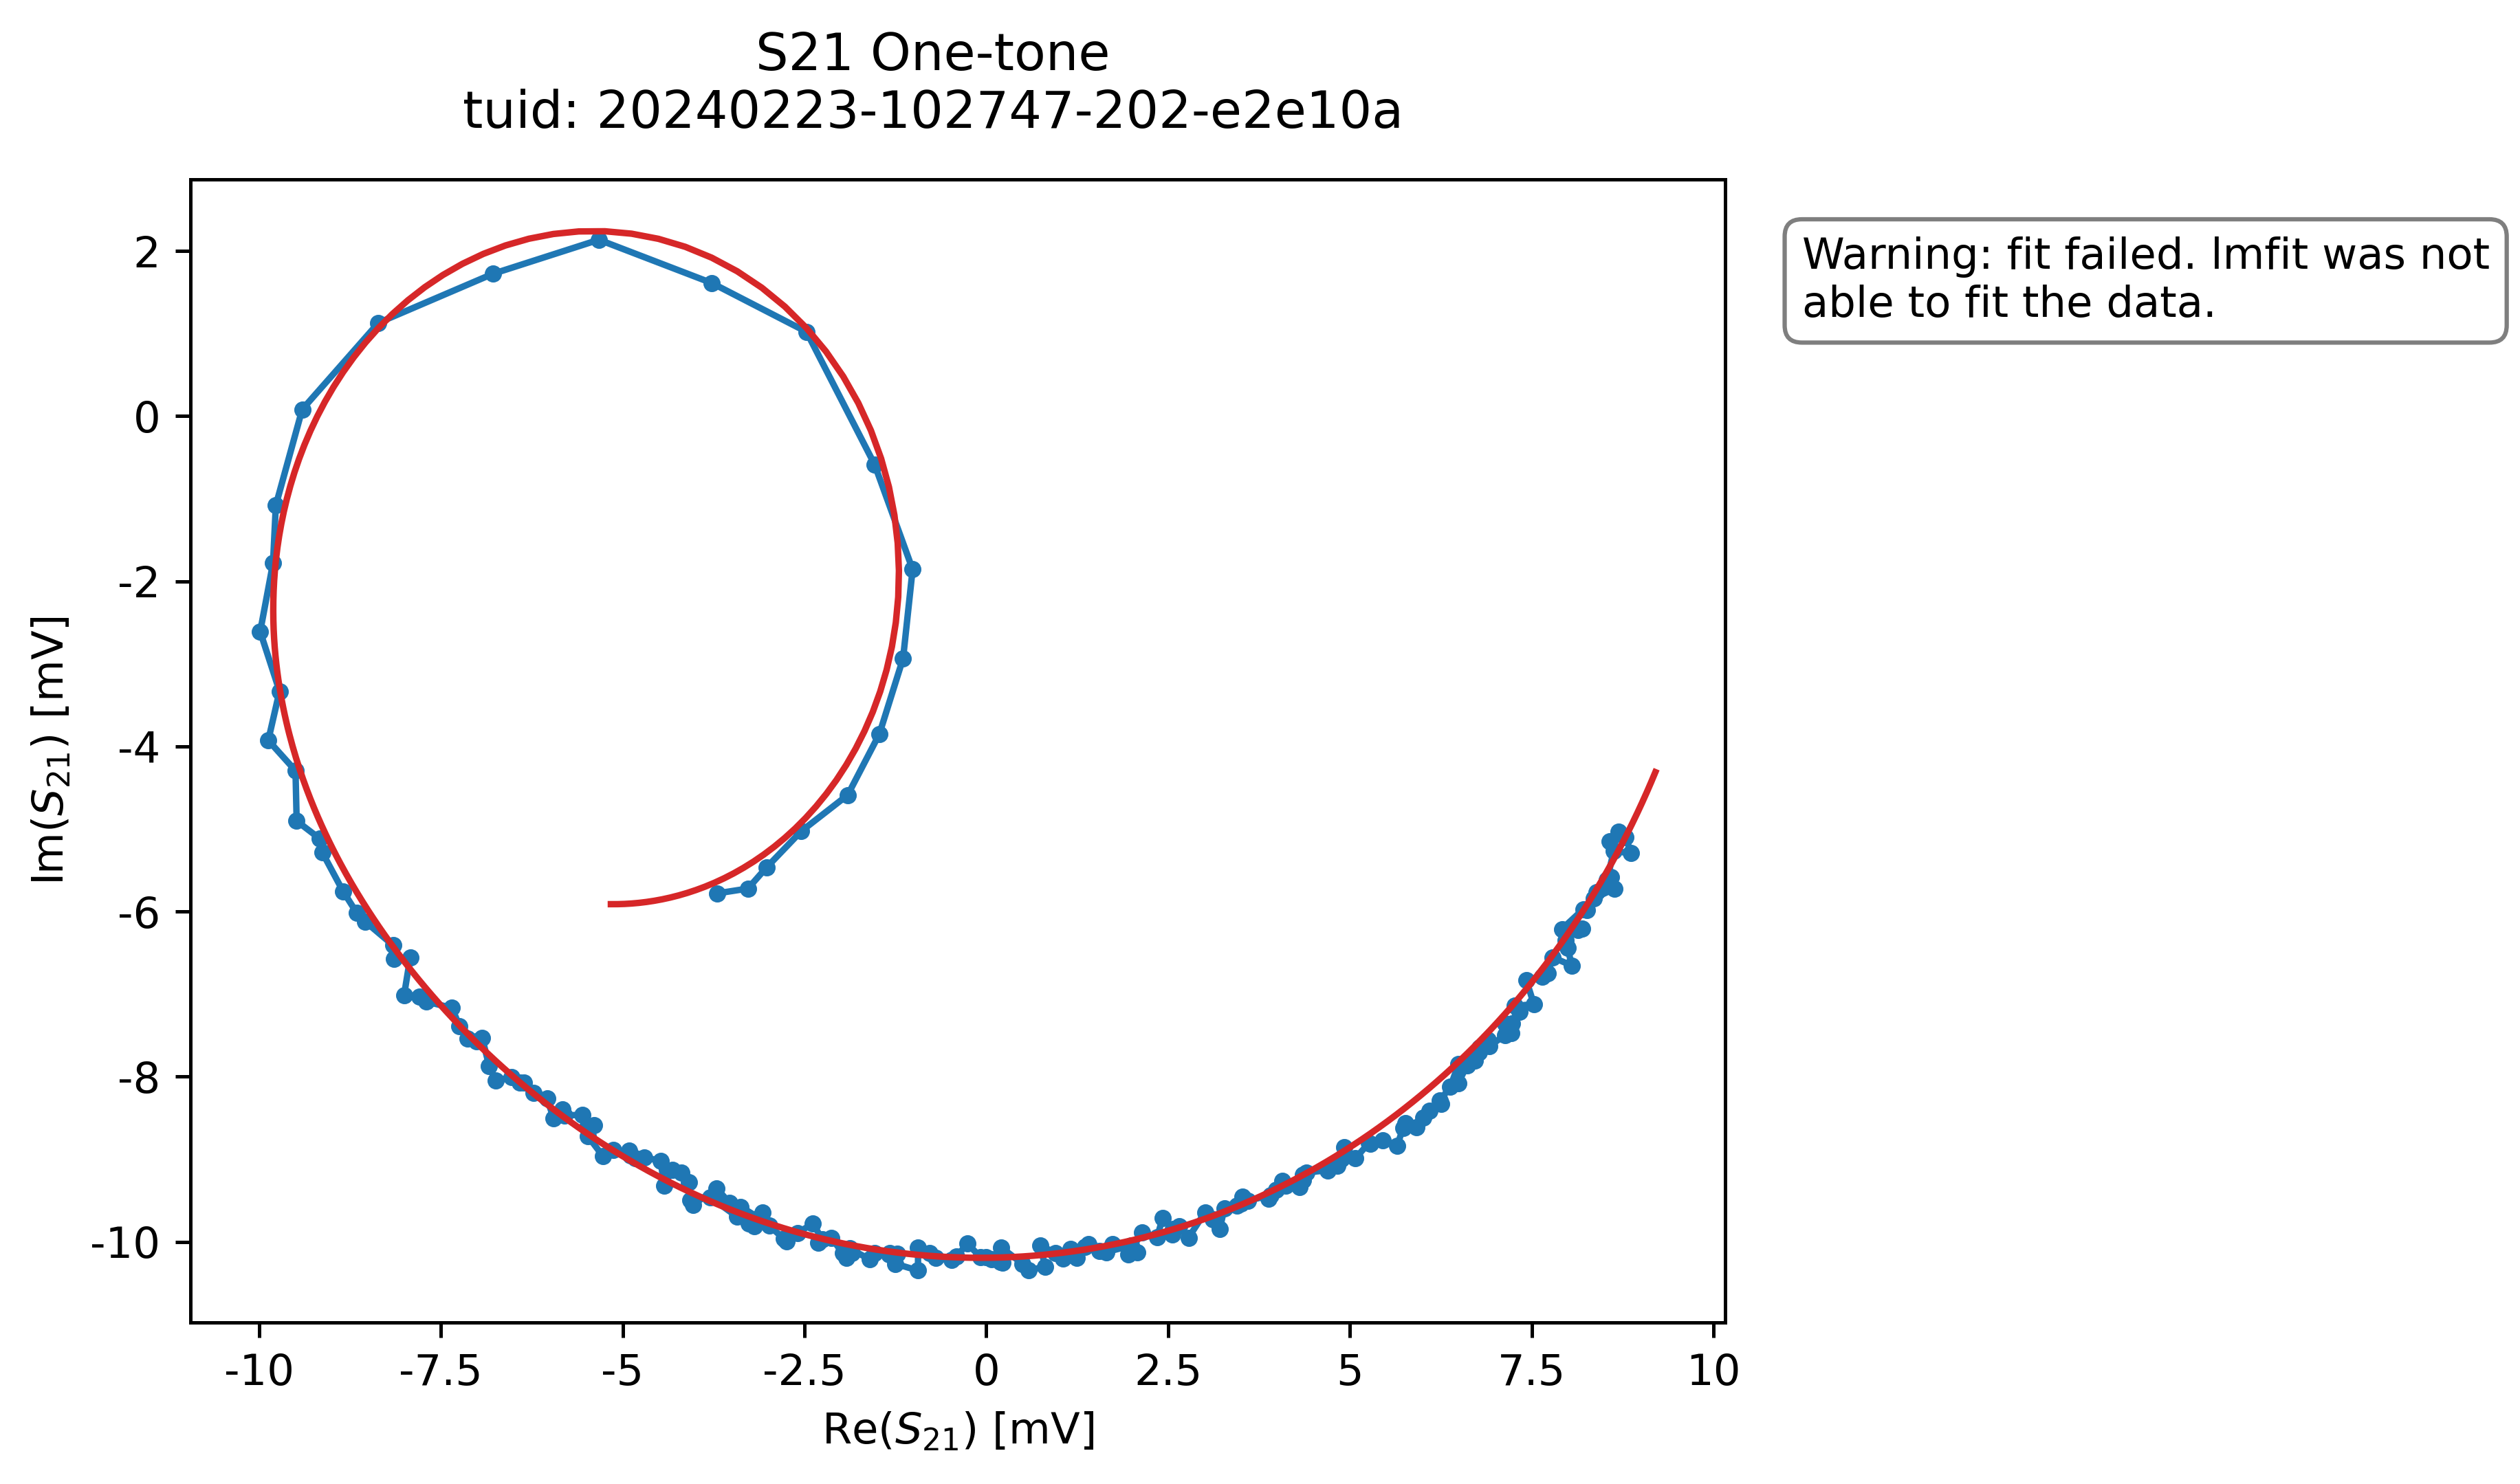 S21 One-tone
tuid: 20240223-102747-202-e2e10a
Warning: fit failed. lmfit was not
able to fit the data.
2
0
-2
-4
-6
-8
-10
Im(S21) [mV]
-10 -7.5 -5 -2.5 0 2.5 5 7.5 10
Re(S21) [mV]